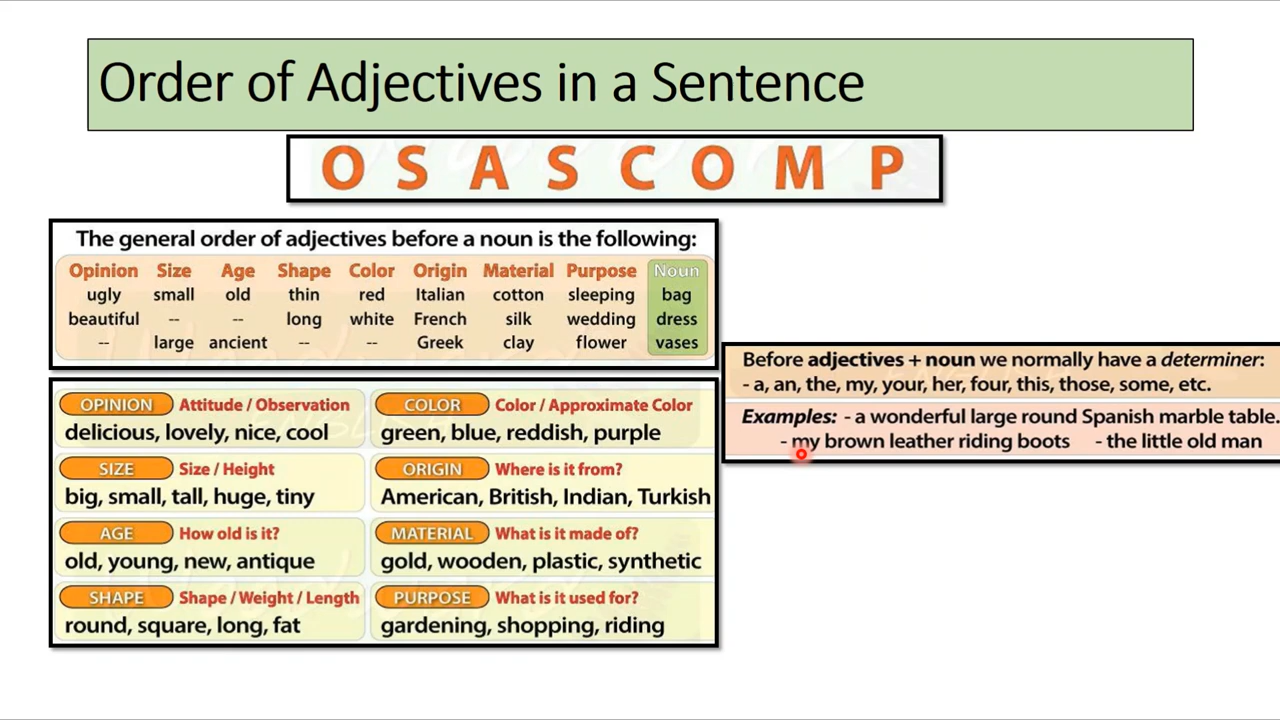 Order of Adjectives in a Sentence
O S A S C O M P
The general order of adjectives before a noun is the following:
Opinion Size Age Shape Color Origin Material Purpose Noun
ugly small old thin red Italian cotton sleeping bag
beautiful -- -- long white French silk wedding dress
-- large ancient -- -- Greek clay flower vases
OPINION Attitude / Observation
delicious, lovely, nice, cool
COLOR Color / Approximate Color
green, blue, reddish, purple
SIZE Size / Height
big, small, tall, huge, tiny
ORIGIN Where is it from?
American, British, Indian, Turkish
AGE How old is it?
old, young, new, antique
MATERIAL What is it made of?
gold, wooden, plastic, synthetic
SHAPE Shape / Weight / Length
round, square, long, fat
PURPOSE What is it used for?
gardening, shopping, riding
Before adjectives + noun we normally have a determiner:
- a, an, the, my, your, her, four, this, those, some, etc.
Examples: - a wonderful large round Spanish marble table.
- my brown leather riding boots - the little old man